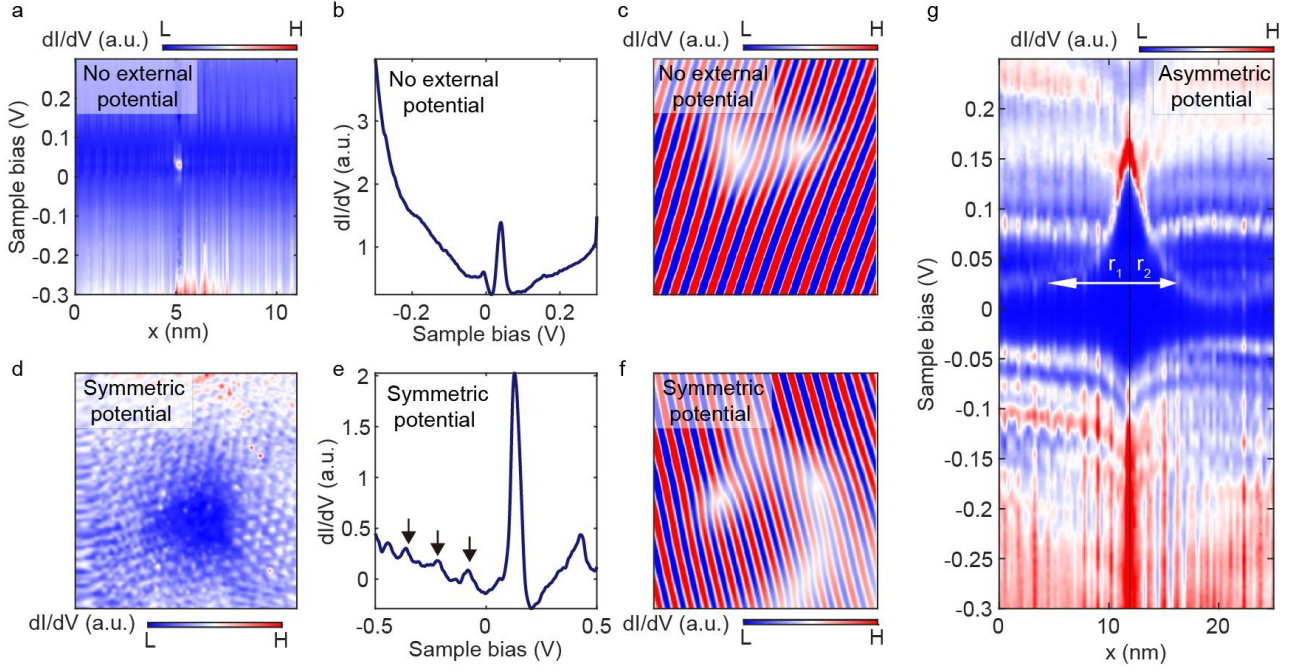 a
dI/dV (a.u.)
L
H
No external
potential
Sample bias (V)
0.2
0.1
0
-0.1
-0.2
-0.3
0
5
10
x (nm)
b
No external
potential
dI/dV (a.u.)
3
2
1
-0.2
0
0.2
Sample bias (V)
c
dI/dV (a.u.)
L
H
No external
potential
d
Symmetric
potential
dI/dV (a.u.)
L
H
e
Symmetric
potential
dI/dV (a.u.)
2
1.5
1
0.5
0
-0.5
0
0.5
Sample bias (V)
f
Symmetric
potential
dI/dV (a.u.)
L
H
g
dI/dV (a.u.)
L
H
Asymmetric
potential
Sample bias (V)
0.2
0.15
0.1
0.05
0
-0.05
-0.1
-0.15
-0.2
-0.25
-0.3
r1
r2
0
10
20
x (nm)